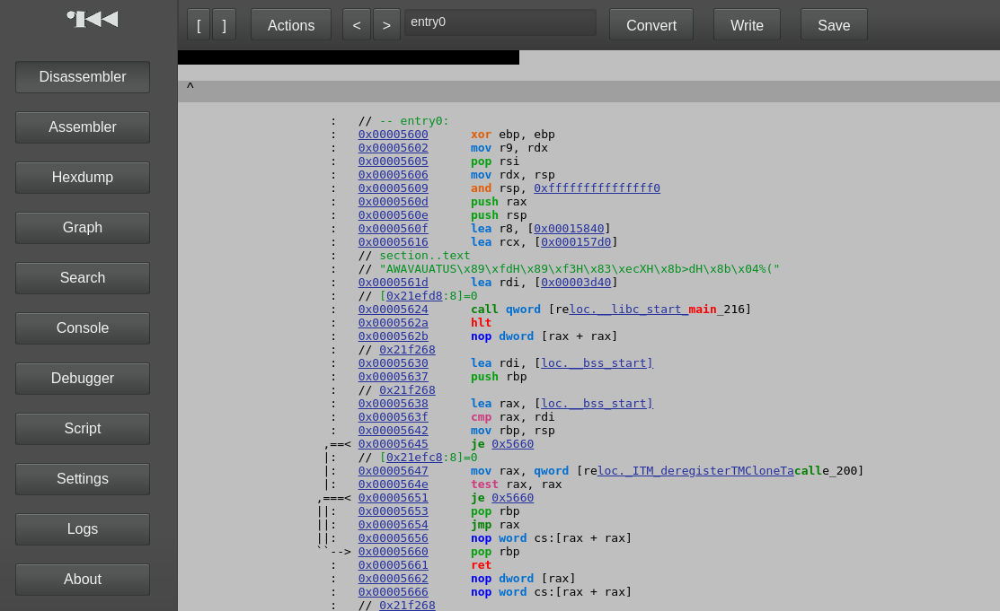 [ ] Actions < > entry0 Convert Write Save
Disassembler
Assembler
Hexdump
Graph
Search
Console
Debugger
Script
Settings
Logs
About
^
: // -- entry0:
: 0x00005600 xor ebp, ebp
: 0x00005602 mov r9, rdx
: 0x00005605 pop rsi
: 0x00005606 mov rdx, rsp
: 0x00005609 and rsp, 0xfffffffffffffff0
: 0x0000560d push rax
: 0x0000560e push rsp
: 0x0000560f lea r8, [0x00015840]
: 0x00005616 lea rcx, [0x000157d0]
: // section..text
: // "AWAVAUATUS\x89\xfdH\x89\xf3H\x83\xecXH\x8b>dH\x8b\x04%("
: 0x0000561d lea rdi, [0x00003d40]
: // [0x21efd8:8]=0
: 0x00005624 call qword [reloc.__libc_start_main_216]
: 0x0000562a hlt
: 0x0000562b nop dword [rax + rax]
: // 0x21f268
: 0x00005630 lea rdi, [loc.__bss_start]
: 0x00005637 push rbp
: // 0x21f268
: 0x00005638 lea rax, [loc.__bss_start]
: 0x0000563f cmp rax, rdi
: 0x00005642 mov rbp, rsp
,==< 0x00005645 je 0x5660
|: // [0x21efc8:8]=0
|: 0x00005647 mov rax, qword [reloc._ITM_deregisterTMCloneTacalle_200]
|: 0x0000564e test rax, rax
,===< 0x00005651 je 0x5660
||: 0x00005653 pop rbp
||: 0x00005654 jmp rax
||: 0x00005656 nop word cs:[rax + rax]
``--> 0x00005660 pop rbp
: 0x00005661 ret
: 0x00005662 nop dword [rax]
: 0x00005666 nop word cs:[rax + rax]
: // 0x21f268